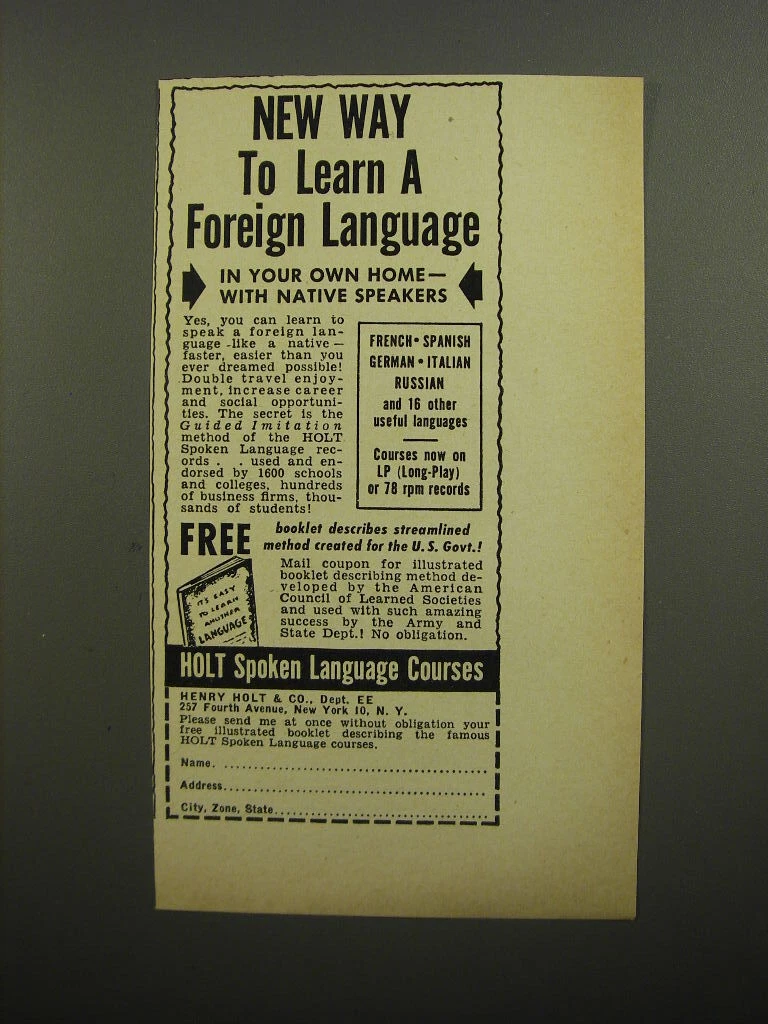 NEW WAY
To Learn A
Foreign Language
IN YOUR OWN HOME—
WITH NATIVE SPEAKERS
Yes, you can learn to
speak a foreign lan-
guage -like a native —
faster, easier than you
ever dreamed possible!
Double travel enjoy-
ment, increase career
and social opportuni-
ties. The secret is the
Guided Imitation
method of the HOLT
Spoken Language rec-
ords . . used and en-
dorsed by 1600 schools
and colleges, hundreds
of business firms, thou-
sands of students!
FRENCH • SPANISH
GERMAN • ITALIAN
RUSSIAN
and 16 other
useful languages
Courses now on
LP (Long-Play)
or 78 rpm records
FREE
booklet describes streamlined
method created for the U.S. Govt.!
Mail coupon for illustrated
booklet describing method de-
veloped by the American
Council of Learned Societies
and used with such amazing
success by the Army and
State Dept.! No obligation.
IT'S EASY
TO LEARN
ANOTHER
LANGUAGE
HOLT Spoken Language Courses
HENRY HOLT & CO., Dept. EE
257 Fourth Avenue, New York 10, N. Y.
Please send me at once without obligation your
free illustrated booklet describing the famous
HOLT Spoken Language courses.
Name. ..................................................
Address................................................
City, Zone, State.......................................